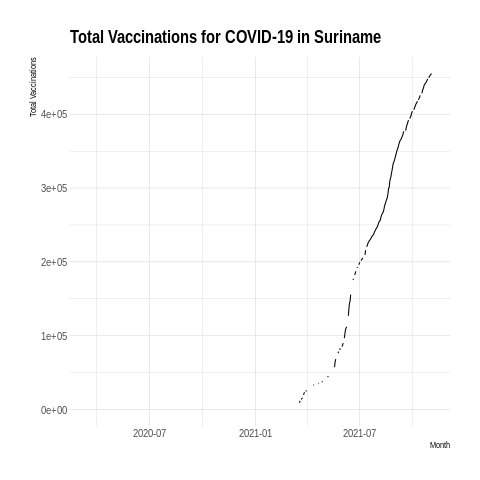 Total Vaccinations for COVID-19 in Suriname
Total Vaccinations
4e+05
3e+05
2e+05
1e+05
0e+00
2020-07 2021-01 2021-07
Month